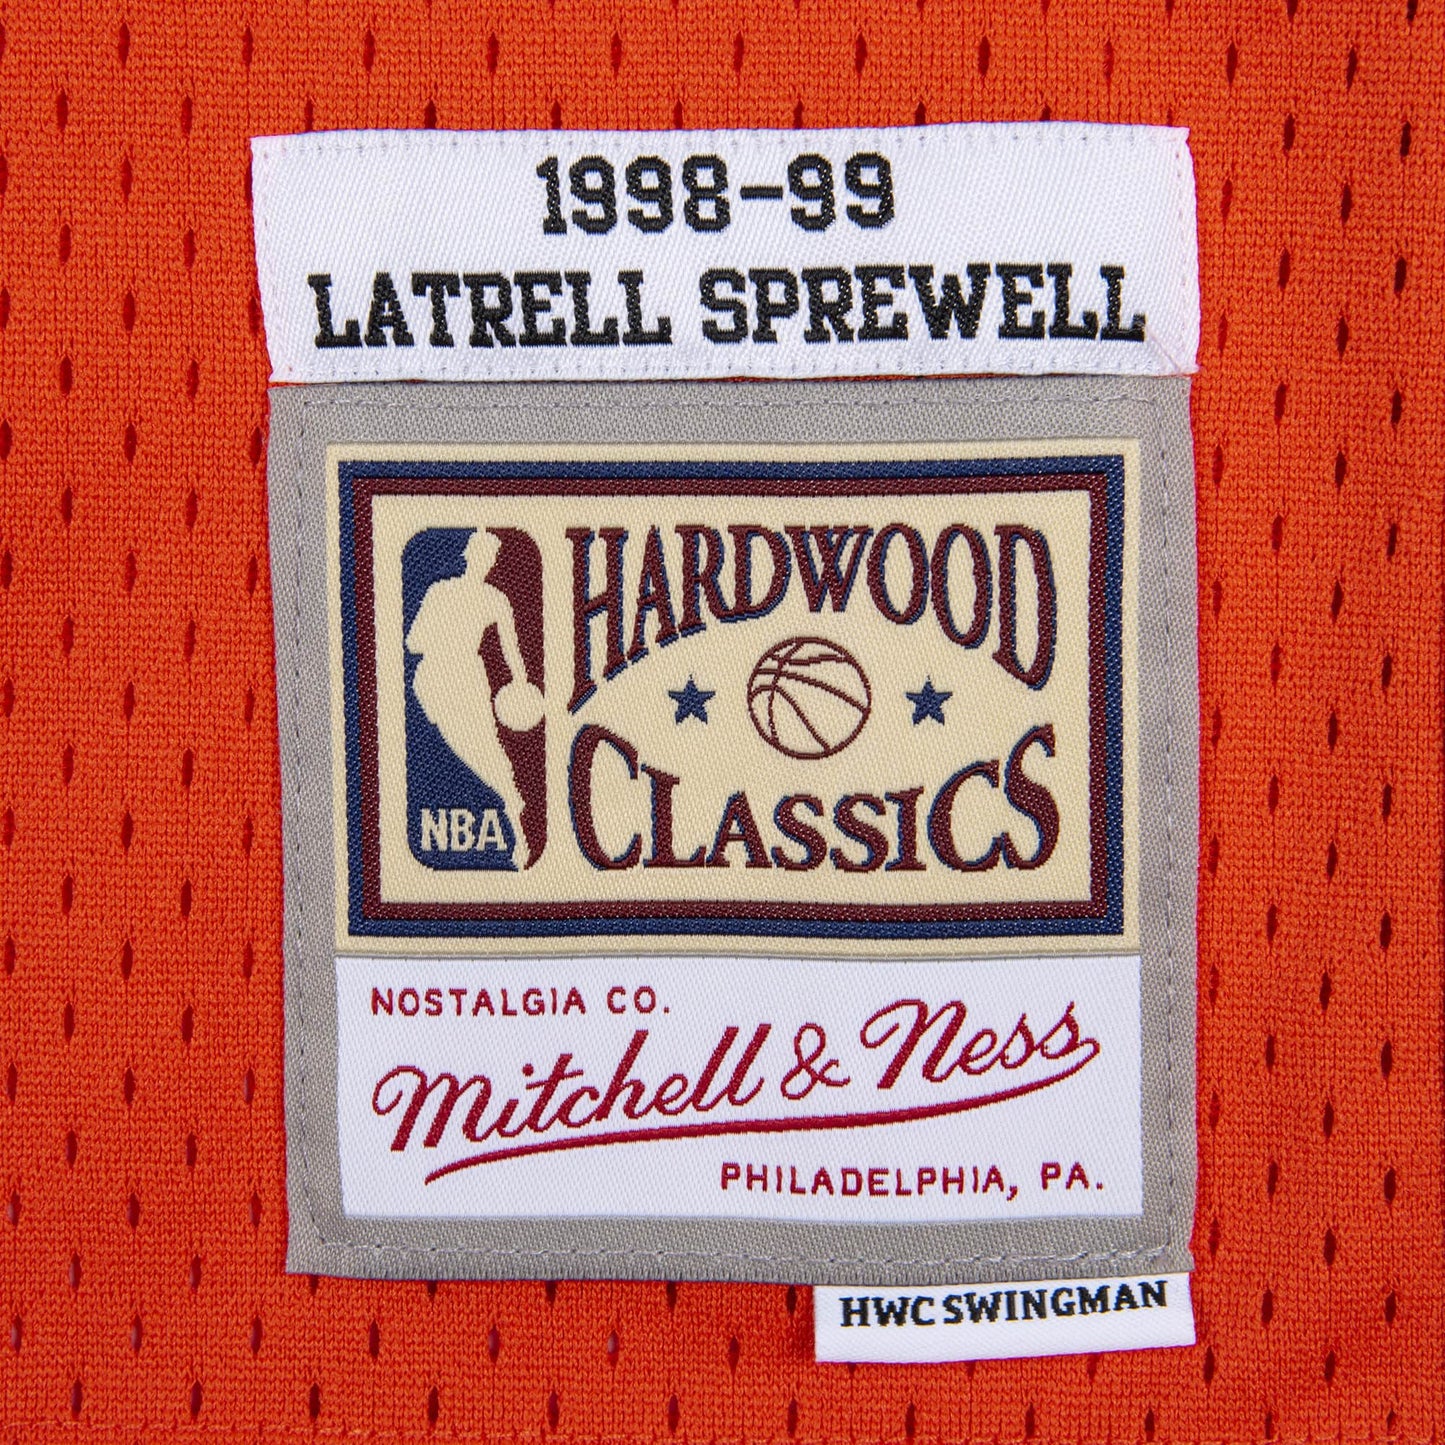 1998-99
LATRELL SPREWELL
HARDWOOD
CLASSICS
NBA
NOSTALGIA CO.
Mitchell & Ness
PHILADELPHIA, PA.
HWC SWINGMAN